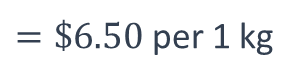 = $6.50 per 1 kg